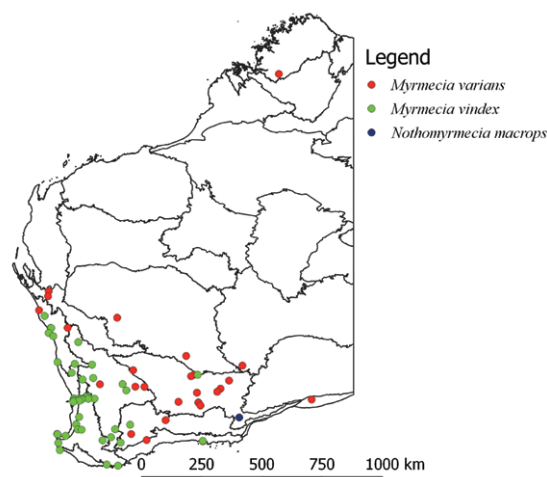 Legend
Myrmecia varians
Myrmecia vindex
Nothomyrmecia macrops
0 250 500 750 1000 km